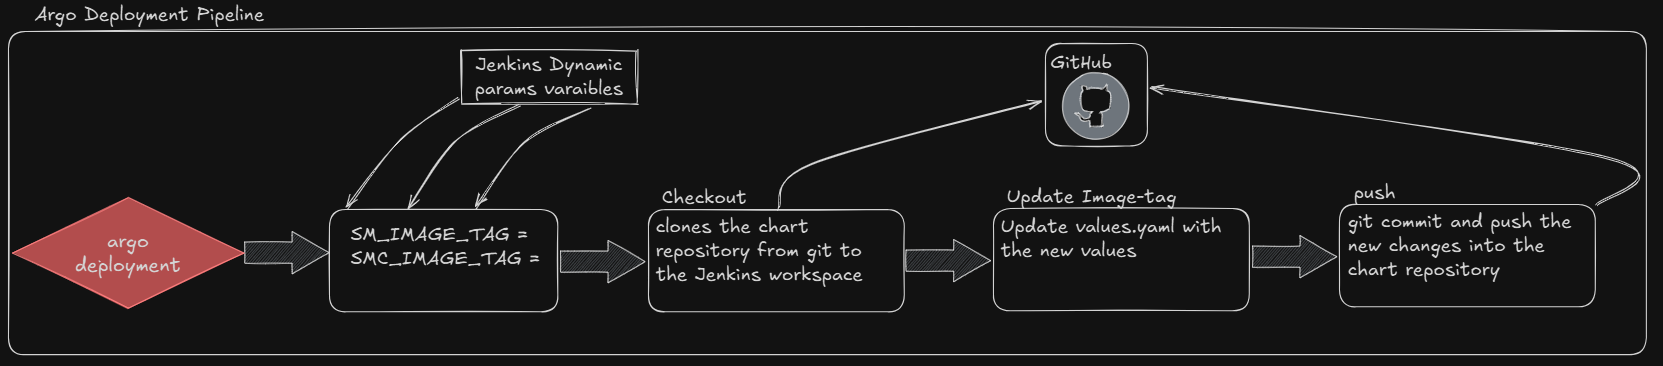 Argo Deployment Pipeline
Jenkins Dynamic
params varaibles
GitHub
argo
deployment
SM_IMAGE_TAG =
SMC_IMAGE_TAG =
Checkout
clones the chart
repository from git to
the Jenkins workspace
Update Image-tag
Update values.yaml with
the new values
push
git commit and push the
new changes into the
chart repository